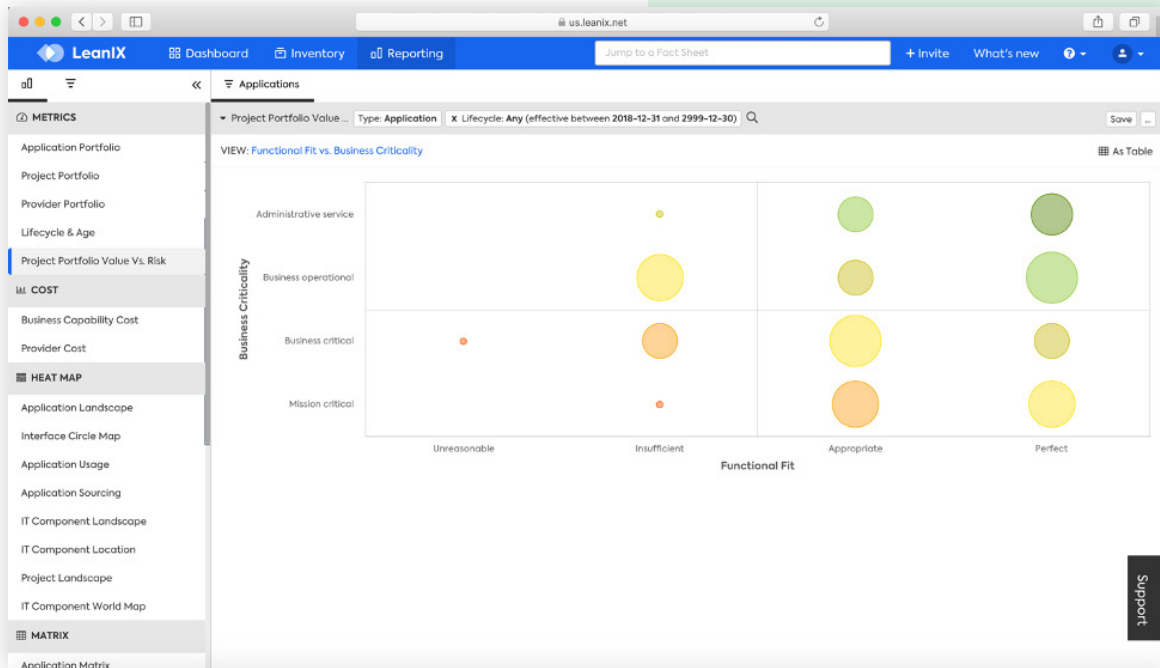 us.leanix.net
LeanIX Dashboard Inventory Reporting Jump to a Fact Sheet + Invite What's new ?
Applications
METRICS
Application Portfolio
Project Portfolio
Provider Portfolio
Lifecycle & Age
Project Portfolio Value Vs. Risk
COST
Business Capability Cost
Provider Cost
HEAT MAP
Application Landscape
Interface Circle Map
Application Usage
Application Sourcing
IT Component Landscape
IT Component Location
Project Landscape
IT Component World Map
MATRIX
Application Matrix
Project Portfolio Value ... Type: Application X Lifecycle: Any (effective between 2018-12-31 and 2999-12-30) Save ...
VIEW: Functional Fit vs. Business Criticality As Table
Business Criticality
Administrative service
Business operational
Business critical
Mission critical
Unreasonable Insufficient Appropriate Perfect
Functional Fit
Support